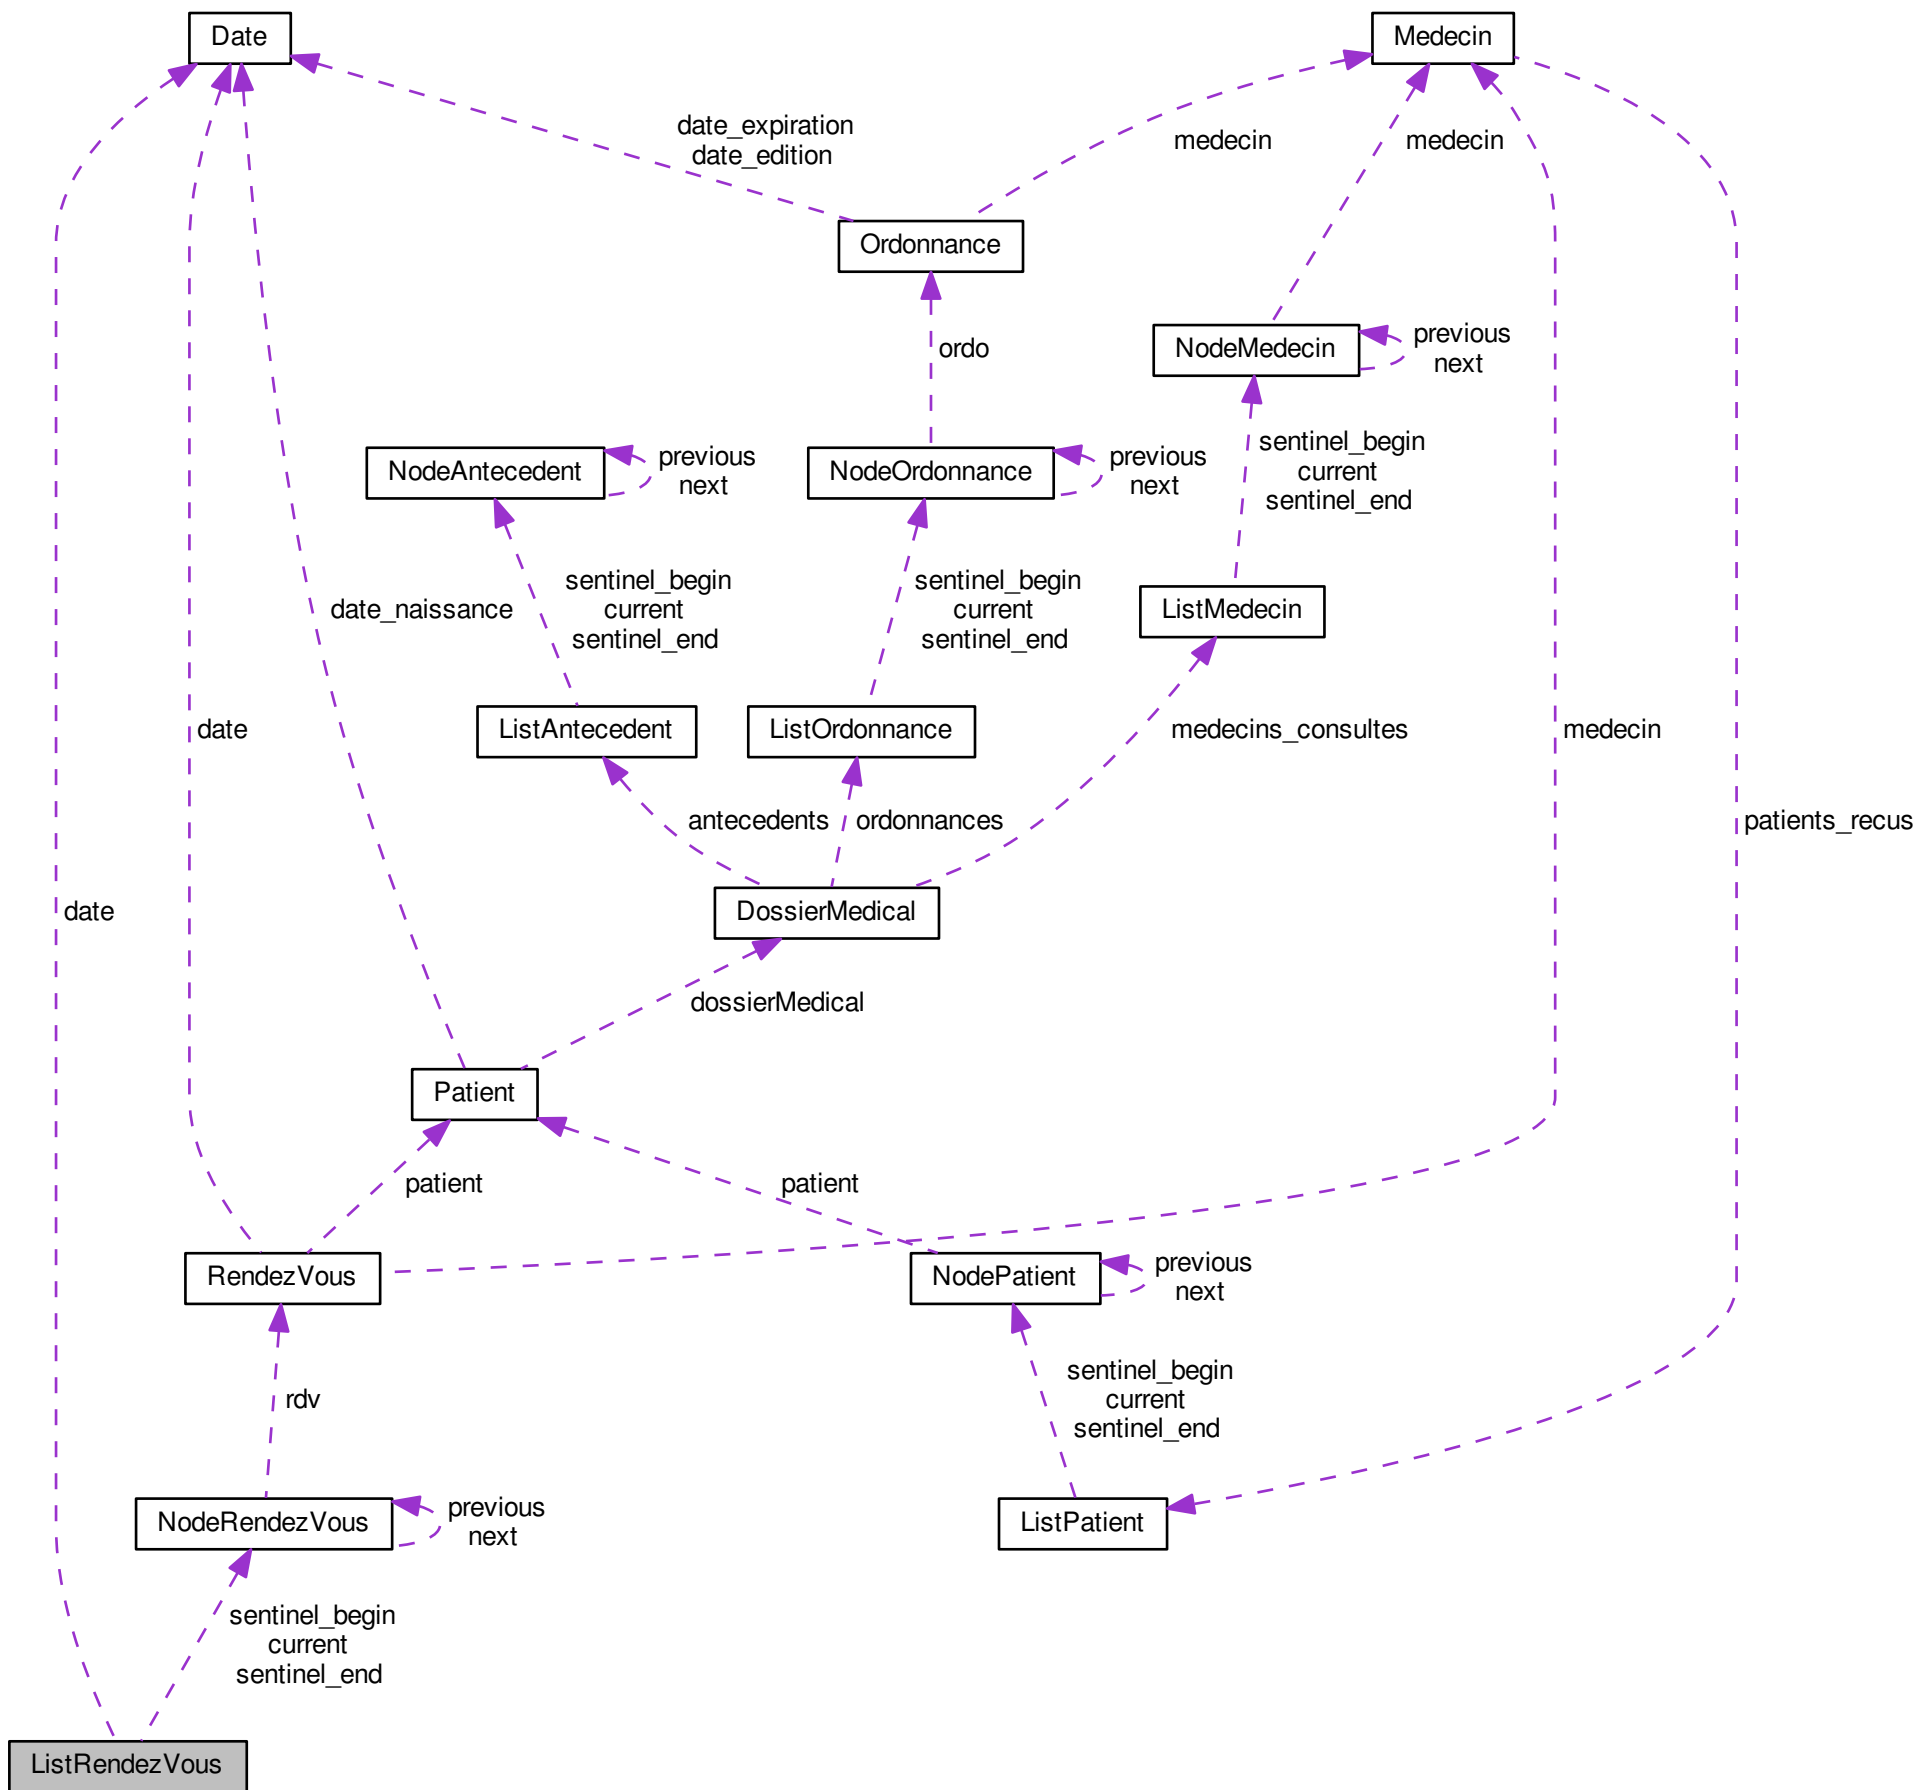 Date
Medecin
date_expiration
date_edition
medecin
medecin
Ordonnance
previous
next
NodeMedecin
ordo
sentinel_begin
current
sentinel_end
NodeAntecedent
previous
next
NodeOrdonnance
previous
next
sentinel_begin
current
sentinel_end
sentinel_begin
current
sentinel_end
ListMedecin
date_naissance
date
ListAntecedent
ListOrdonnance
medecins_consultes
medecin
antecedents
ordonnances
patients_recus
date
DossierMedical
dossierMedical
Patient
patient
patient
RendezVous
NodePatient
previous
next
rdv
sentinel_begin
current
sentinel_end
NodeRendezVous
previous
next
ListPatient
sentinel_begin
current
sentinel_end
ListRendezVous